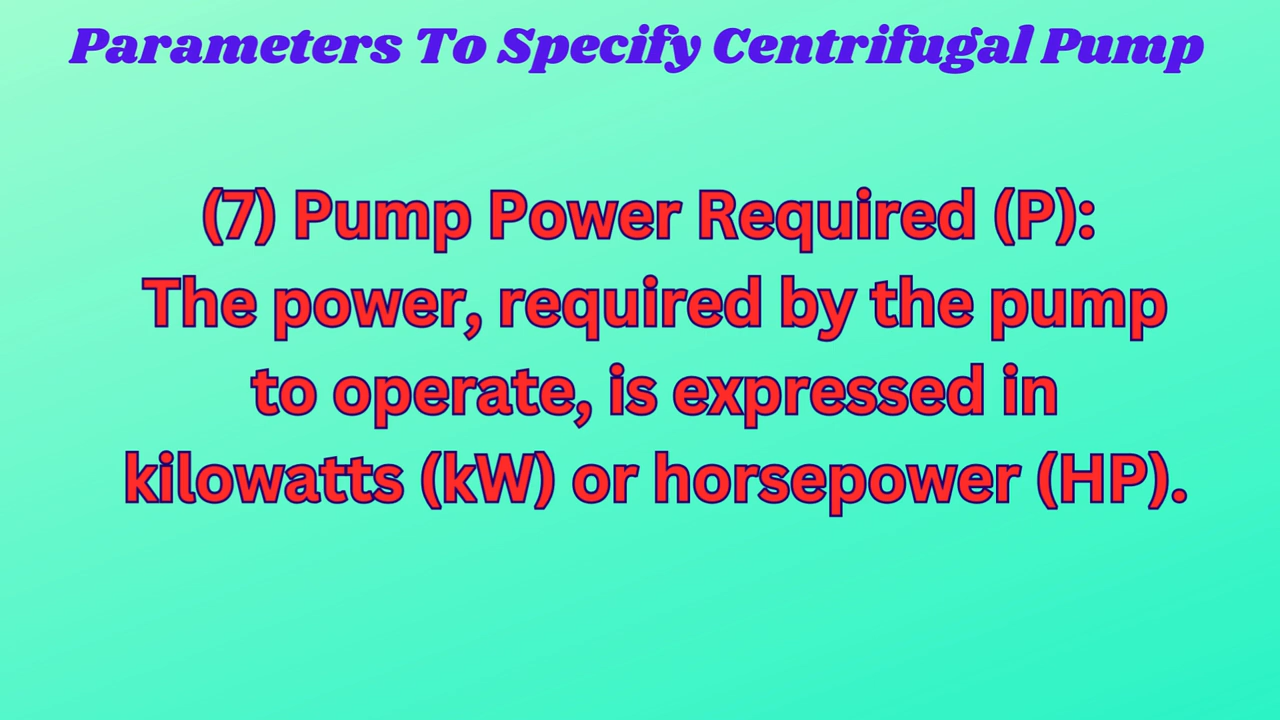 Parameters To Specify Centrifugal Pump
(7) Pump Power Required (P):
The power, required by the pump
to operate, is expressed in
kilowatts (kW) or horsepower (HP).